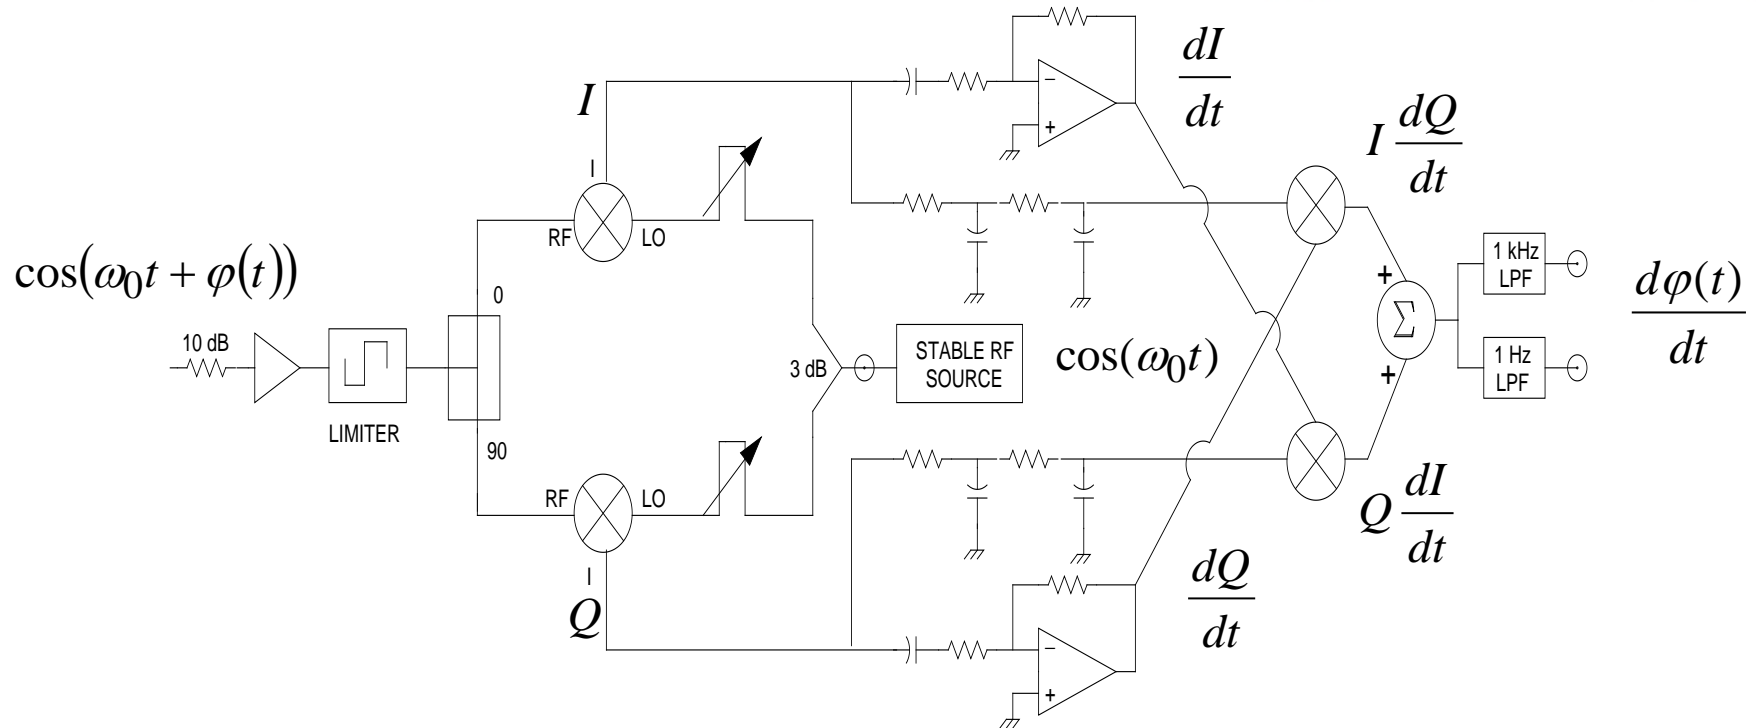 cos(ω₀t + φ(t))
10 dB
LIMITER
0
90
I
I
RF
LO
RF
LO
I
Q
3 dB
STABLE RF
SOURCE
cos(ω₀t)
−
+
dI
dt
−
+
dQ
dt
I dQ
dt
Q dI
dt
+
Σ
+
1 kHz
LPF
1 Hz
LPF
dφ(t)
dt